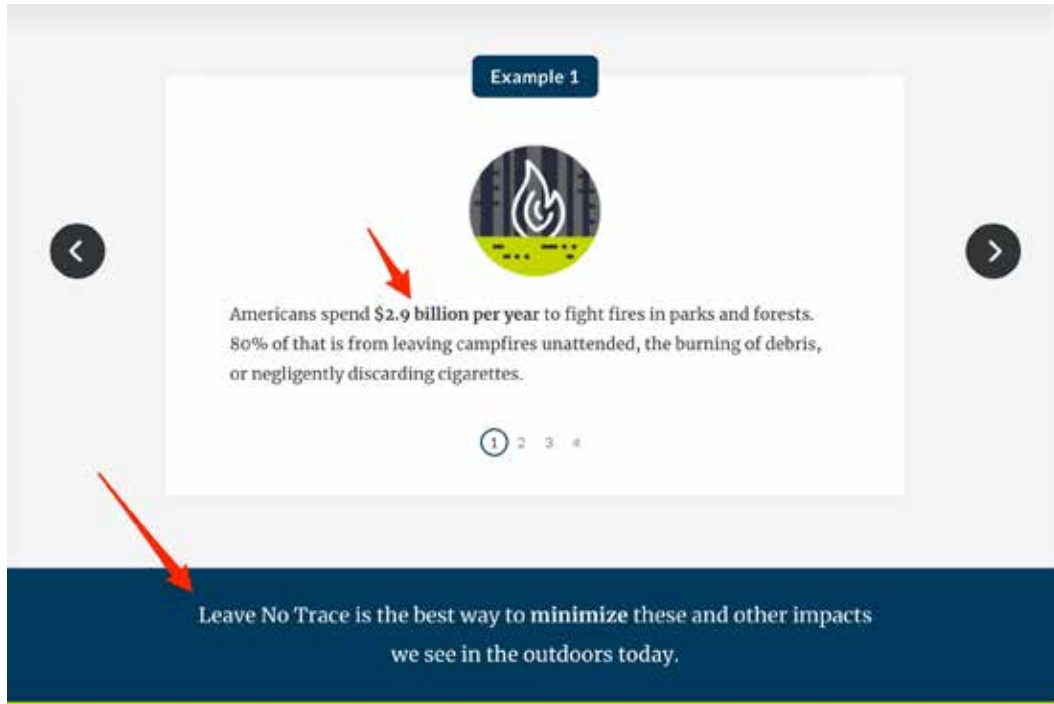 Example 1
Americans spend $2.9 billion per year to fight fires in parks and forests.
80% of that is from leaving campfires unattended, the burning of debris,
or negligently discarding cigarettes.
1 2 3 4
Leave No Trace is the best way to minimize these and other impacts
we see in the outdoors today.